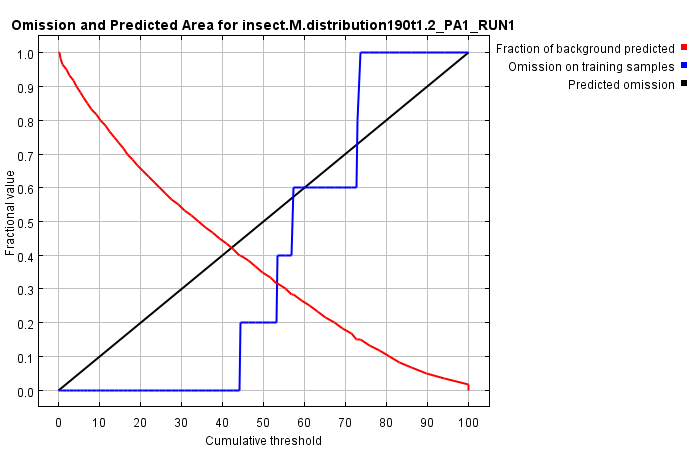 Omission and Predicted Area for insect.M.distribution190t1.2_PA1_RUN1
Fraction of background predicted
Omission on training samples
Predicted omission
Fractional value
1.0
0.9
0.8
0.7
0.6
0.5
0.4
0.3
0.2
0.1
0.0
0 10 20 30 40 50 60 70 80 90 100
Cumulative threshold